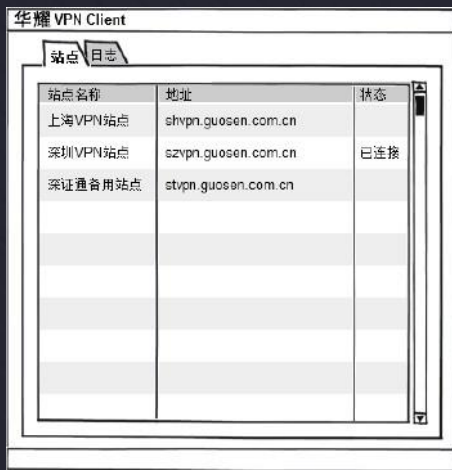 华耀 VPN Client
站点 日志
站点名称 地址 状态
上海VPN站点 shvpn.guosen.com.cn
深圳VPN站点 szvpn.guosen.com.cn 已连接
深证通备用站点 stvpn.guosen.com.cn